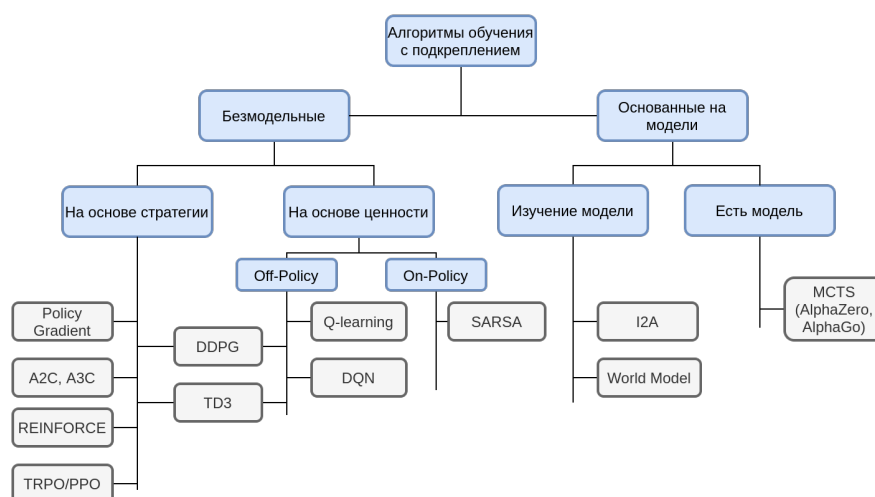 Алгоритмы обучения
с подкреплением
Безмодельные
Основанные на
модели
На основе стратегии
На основе ценности
Изучение модели
Есть модель
Off-Policy
On-Policy
Policy
Gradient
Q-learning
SARSA
I2A
MCTS
(AlphaZero,
AlphaGo)
DDPG
A2C, A3C
DQN
World Model
TD3
REINFORCE
TRPO/PPO